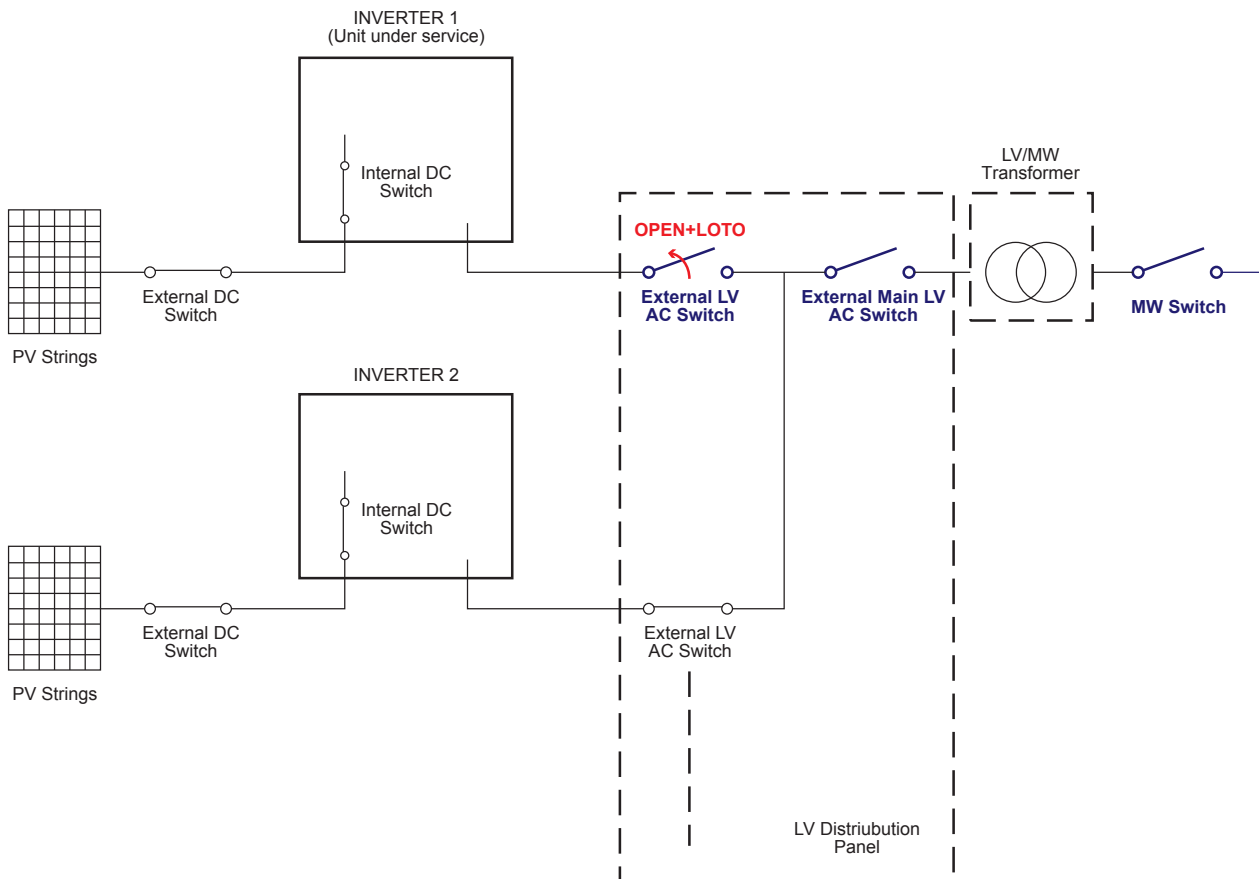 INVERTER 1
(Unit under service)
Internal DC
Switch
LV/MW
Transformer
OPEN+LOTO
External DC
Switch
External LV
AC Switch
External Main LV
AC Switch
MW Switch
PV Strings
INVERTER 2
Internal DC
Switch
External DC
Switch
External LV
AC Switch
PV Strings
LV Distriubution
Panel